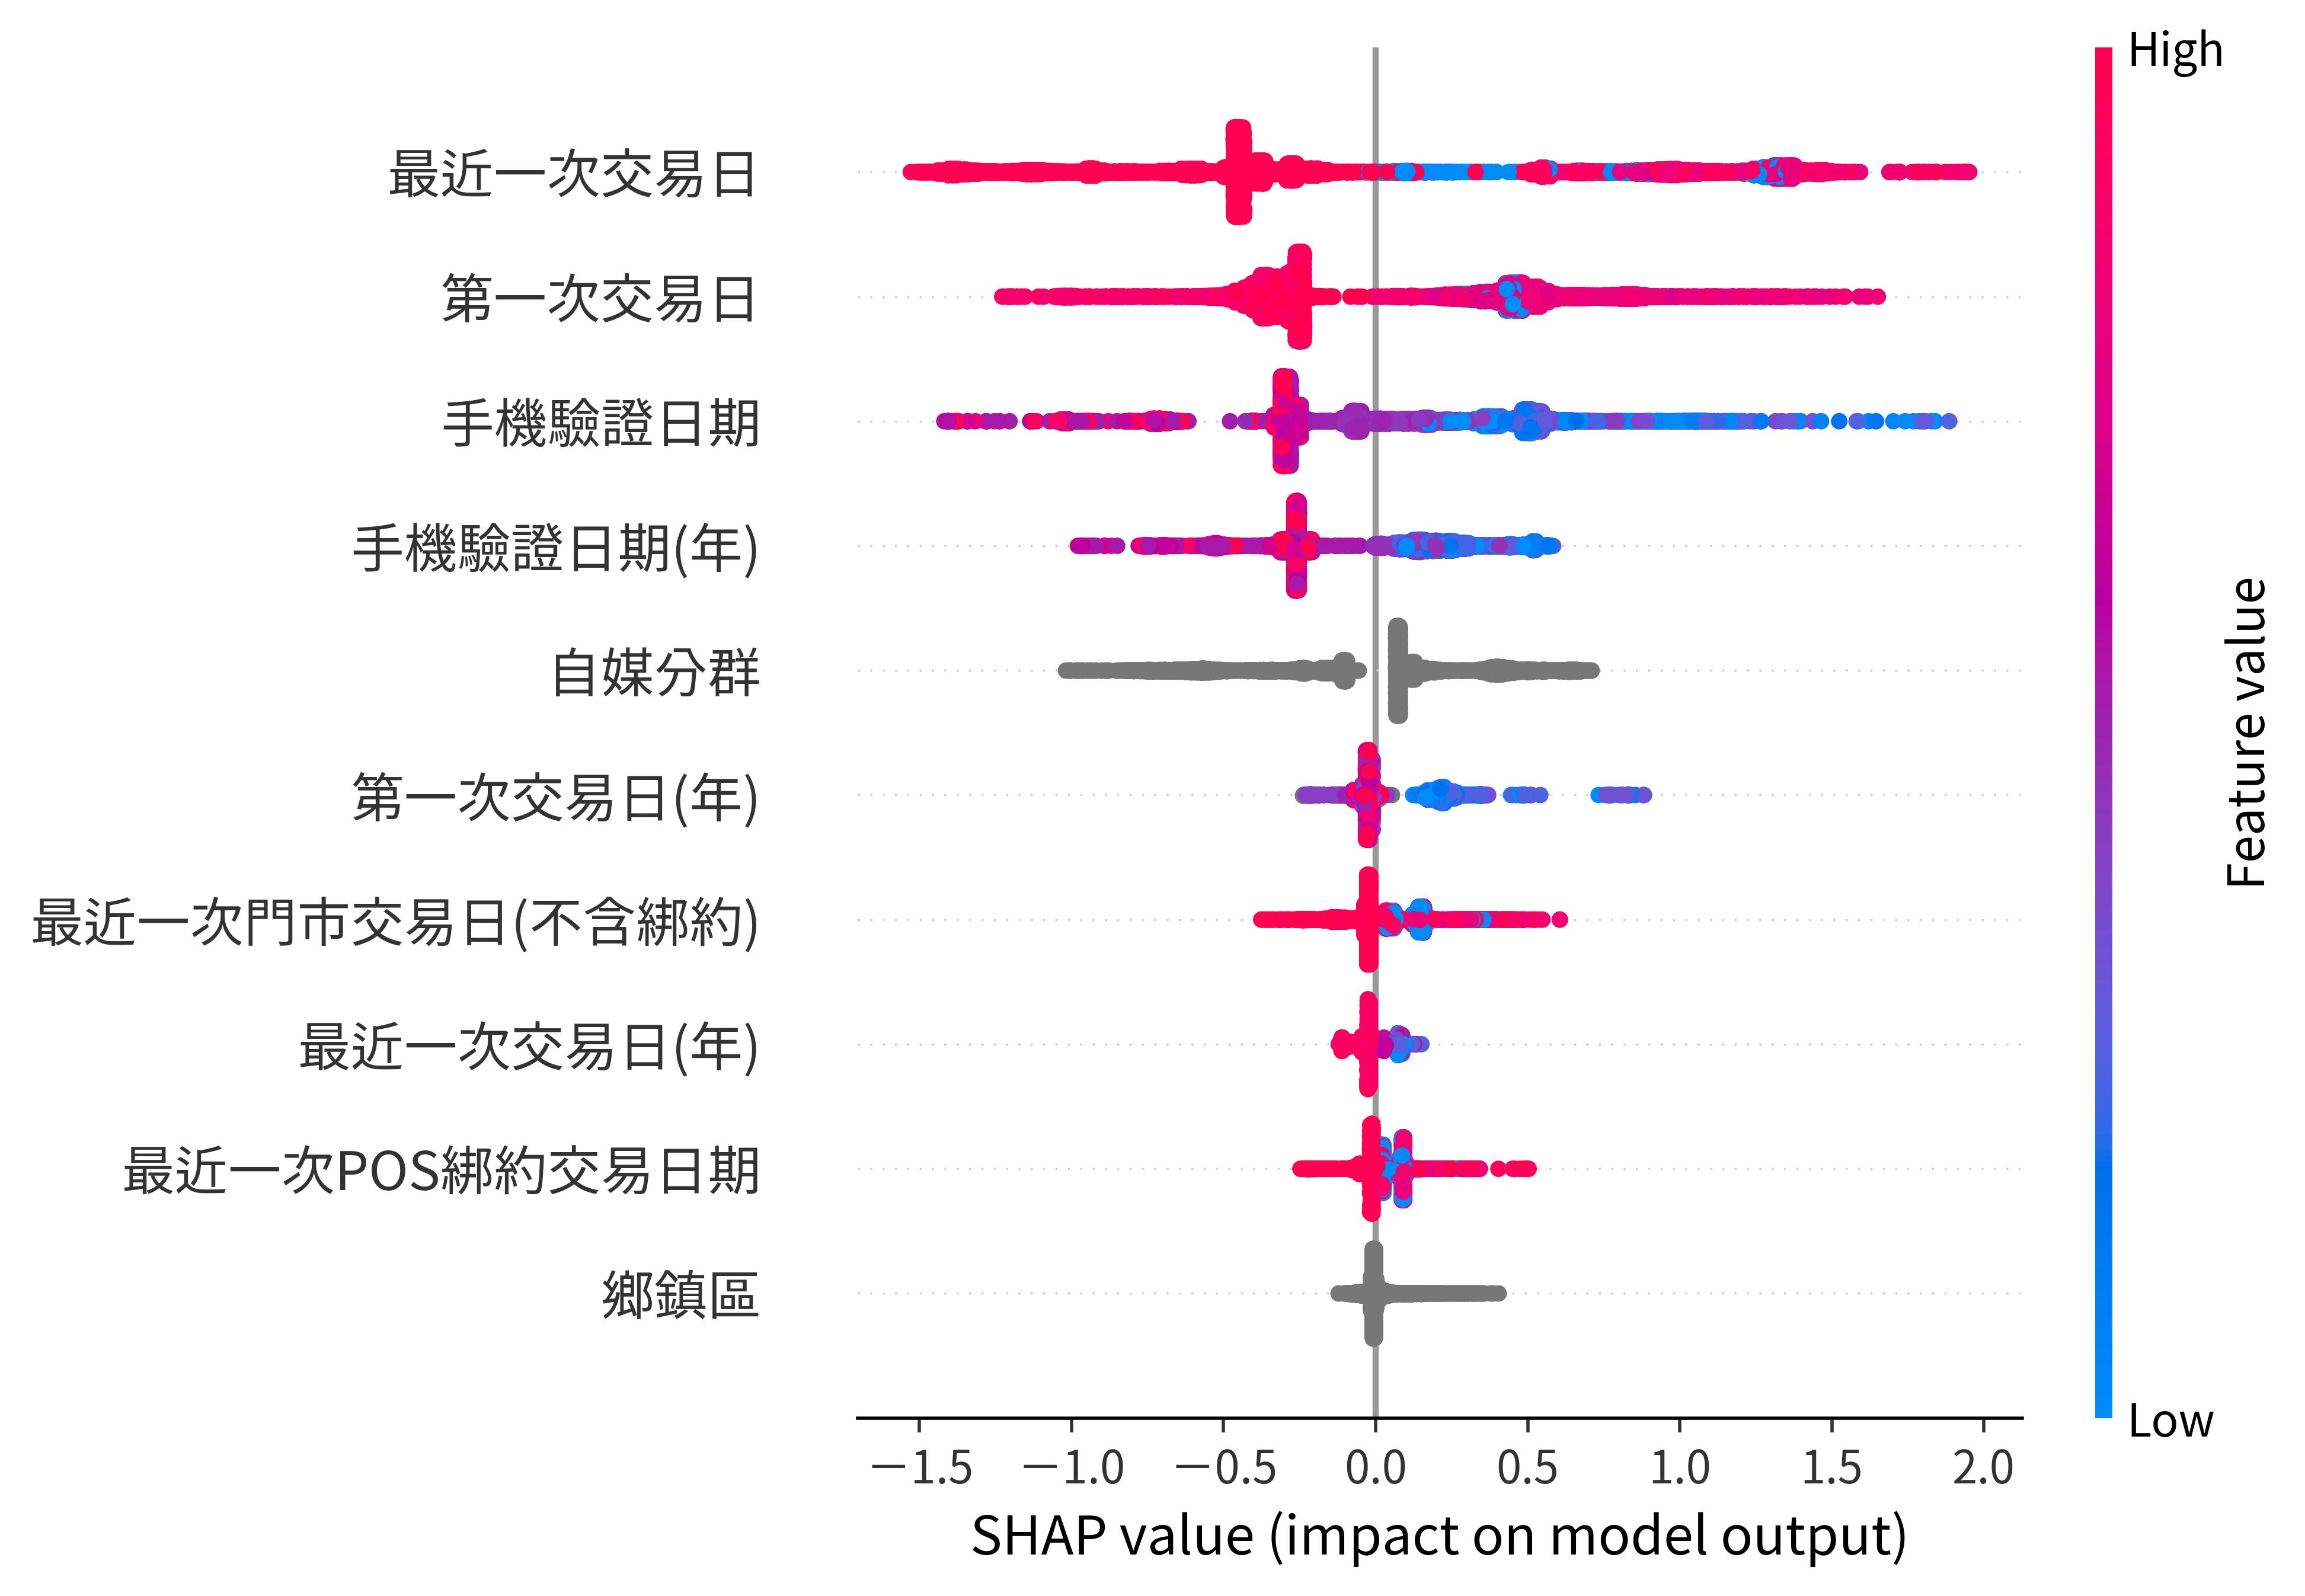 High
最近一次交易日
第一次交易日
手機驗證日期
手機驗證日期(年)
自媒分群
第一次交易日(年)
最近一次門市交易日(不含綁約)
最近一次交易日(年)
最近一次POS綁約交易日期
鄉鎮區
Feature value
Low
−1.5 −1.0 −0.5 0.0 0.5 1.0 1.5 2.0
SHAP value (impact on model output)